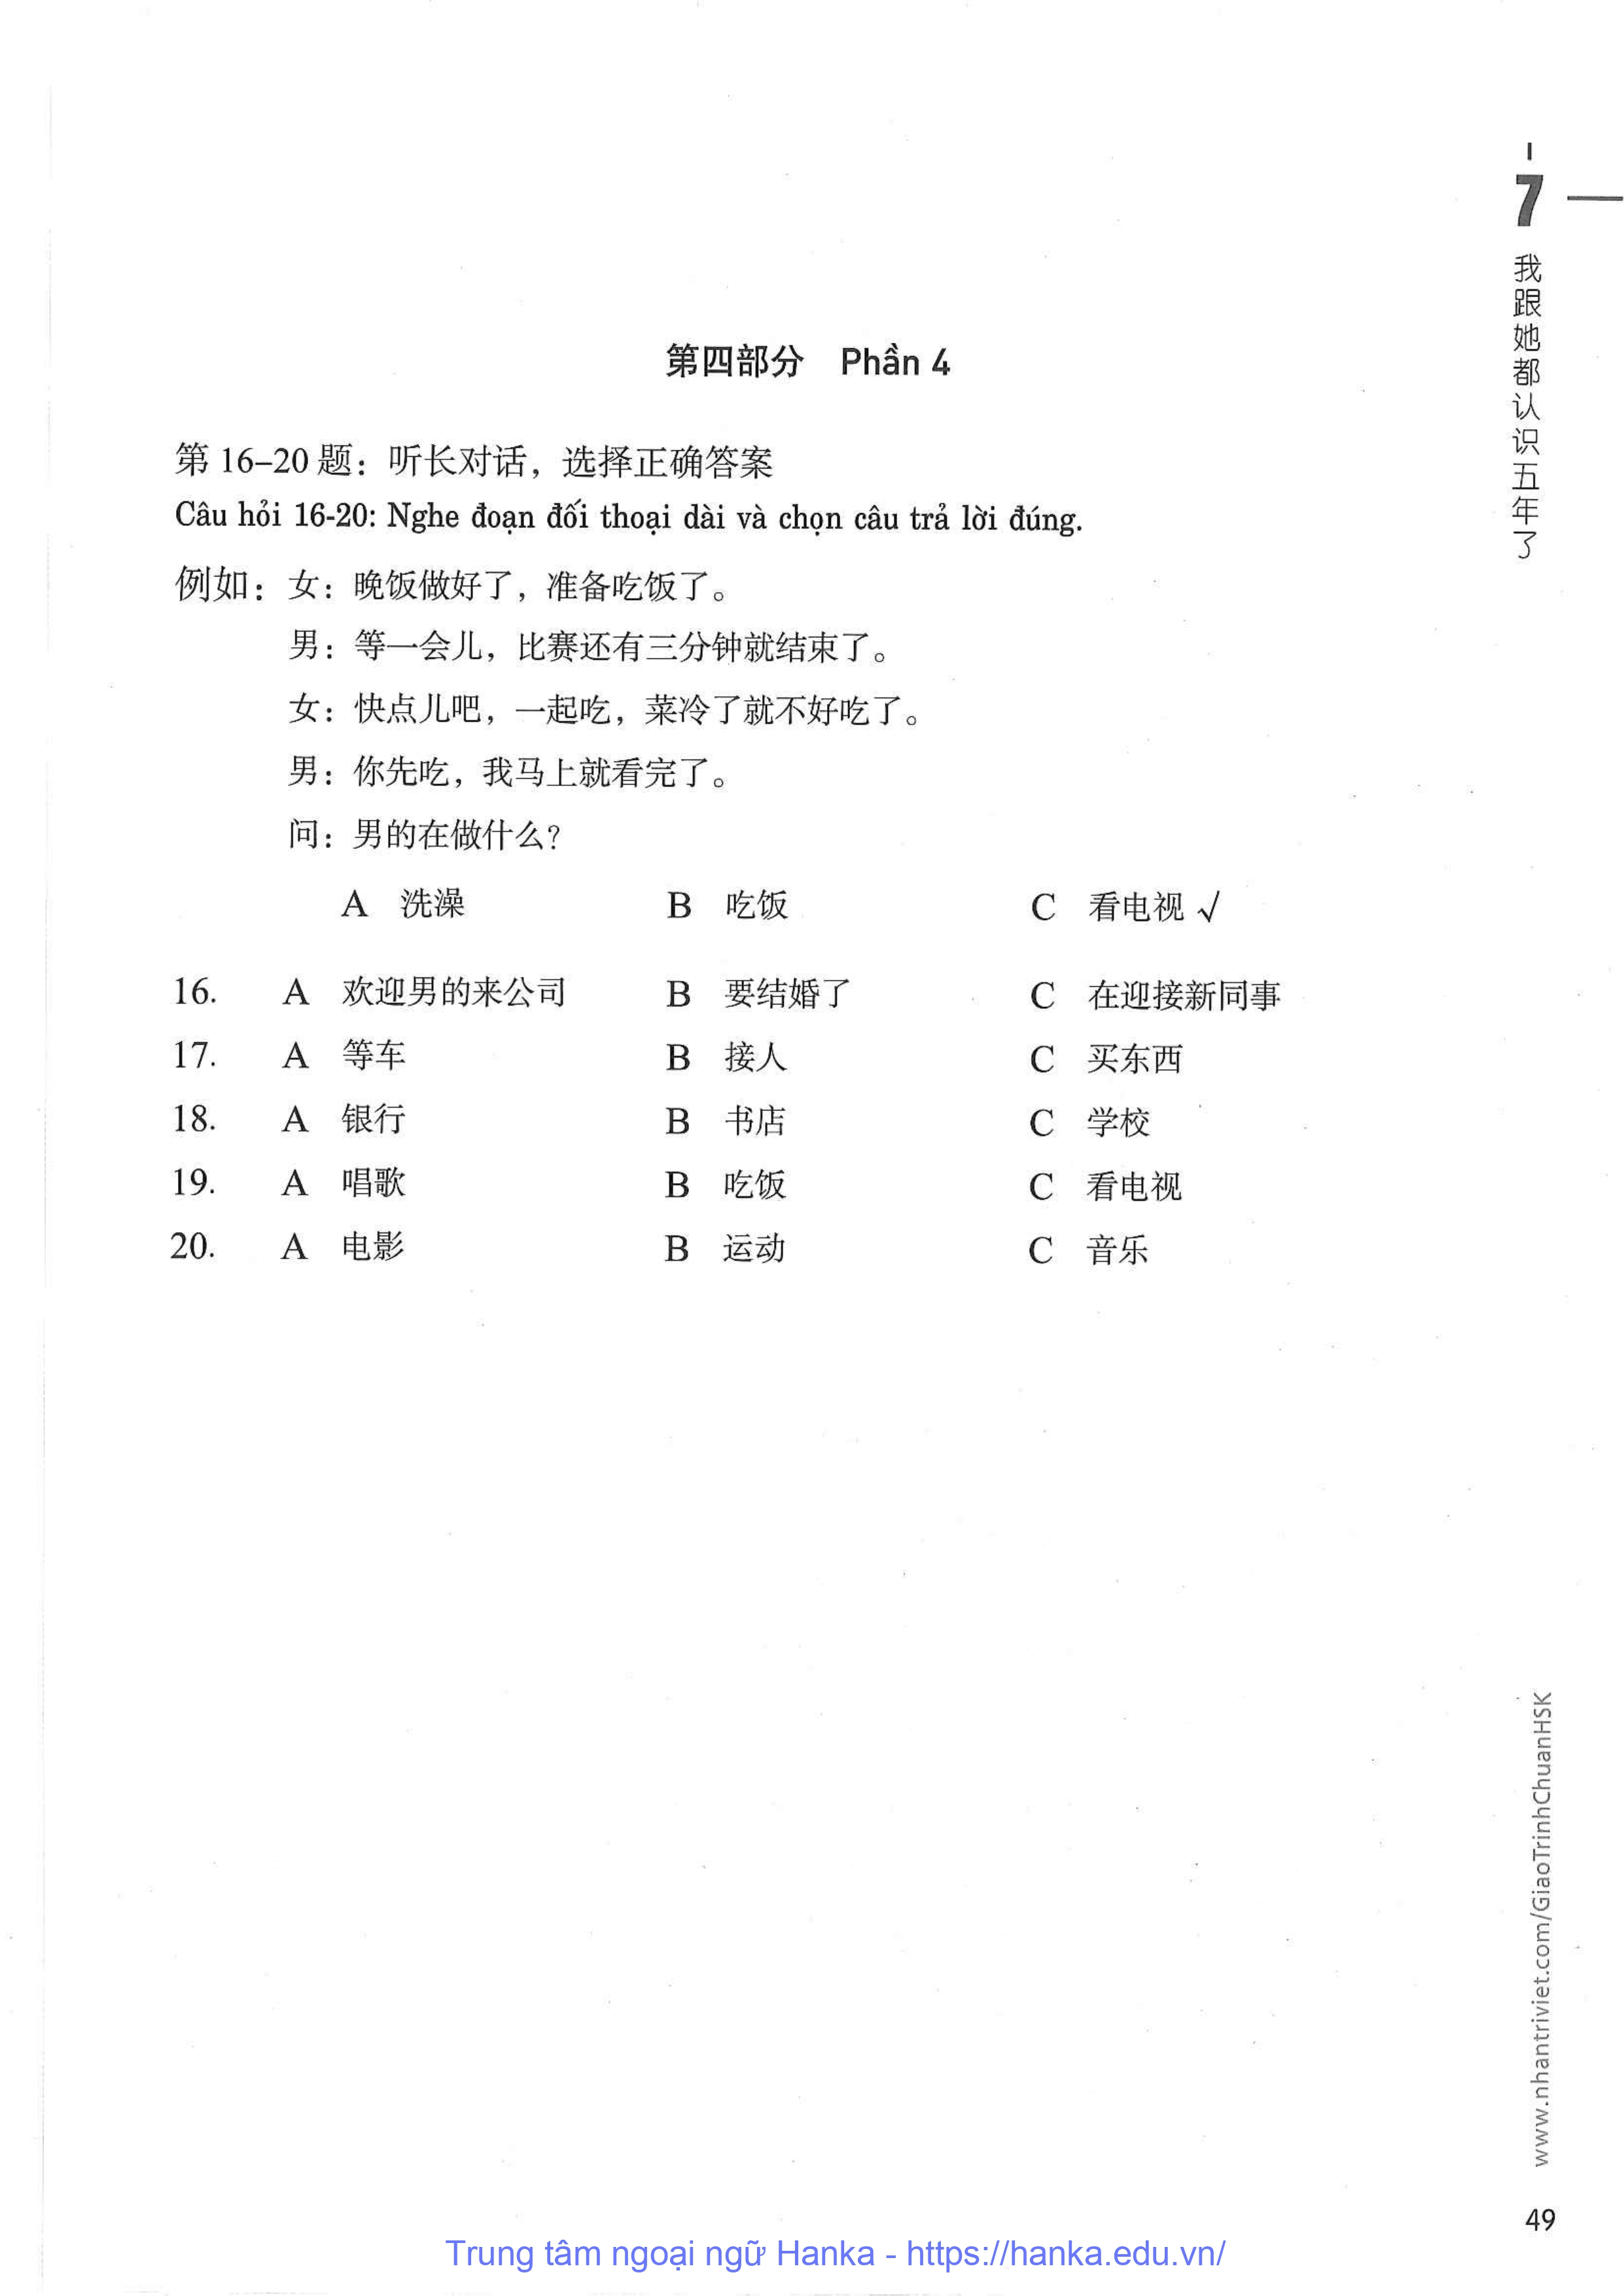 7
我跟她都认识五年了
第四部分 Phần 4
第 16–20 题：听长对话，选择正确答案
Câu hỏi 16-20: Nghe đoạn đối thoại dài và chọn câu trả lời đúng.
例如：女：晚饭做好了，准备吃饭了。
男：等一会儿，比赛还有三分钟就结束了。
女：快点儿吧，一起吃，菜冷了就不好吃了。
男：你先吃，我马上就看完了。
问：男的在做什么？
A 洗澡 B 吃饭 C 看电视 √
16. A 欢迎男的来公司 B 要结婚了 C 在迎接新同事
17. A 等车 B 接人 C 买东西
18. A 银行 B 书店 C 学校
19. A 唱歌 B 吃饭 C 看电视
20. A 电影 B 运动 C 音乐
www.nhantriviet.com/GiaoTrinhChuanHSK
49
Trung tâm ngoại ngữ Hanka - https://hanka.edu.vn/